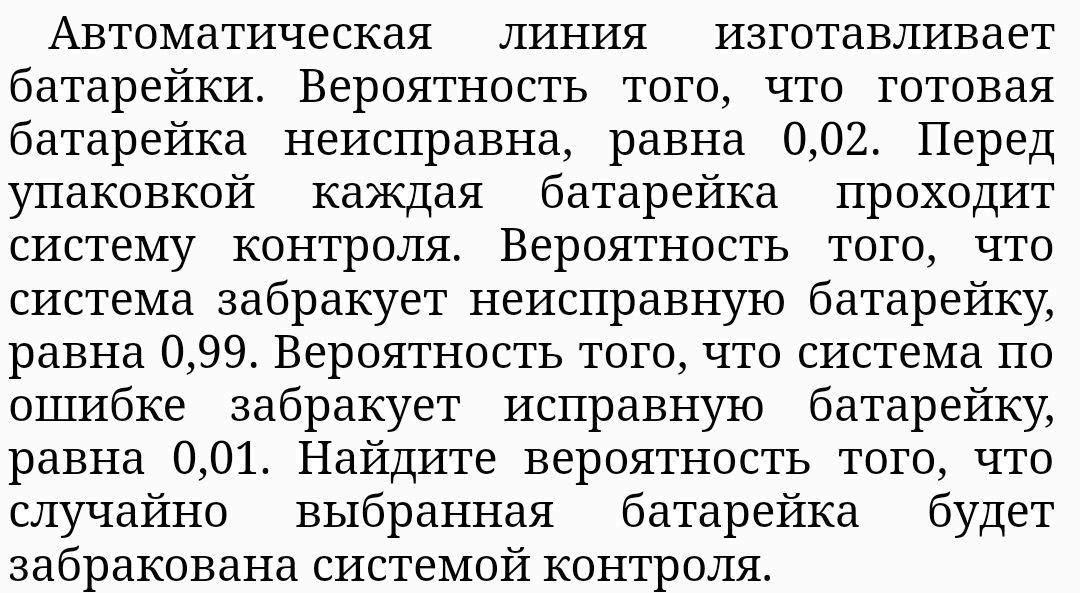 Автоматическая линия изготавливает
батарейки. Вероятность того, что готовая
батарейка неисправна, равна 0,02. Перед
упаковкой каждая батарейка проходит
систему контроля. Вероятность того, что
система забракует неисправную батарейку,
равна 0,99. Вероятность того, что система по
ошибке забракует исправную батарейку,
равна 0,01. Найдите вероятность того, что
случайно выбранная батарейка будет
забракована системой контроля.